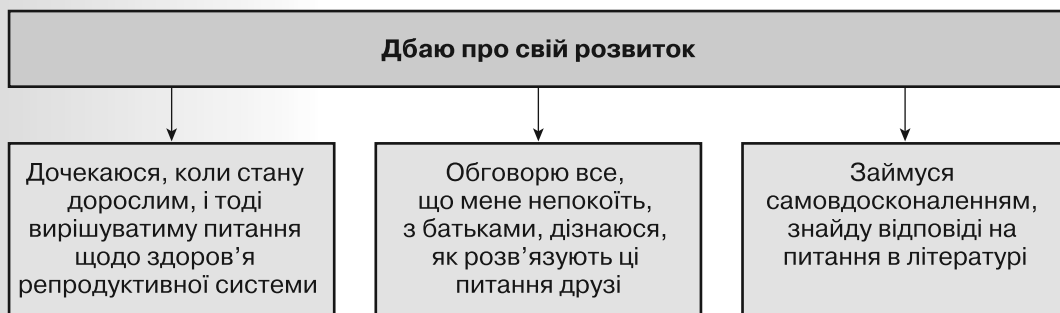 Дбаю про свій розвиток
Дочекаюся, коли стану
дорослим, і тоді
вирішуватиму питання
щодо здоров’я
репродуктивної системи
Обговорю все,
що мене непокоїть,
з батьками, дізнаюся,
як розв’язують ці
питання друзі
Займуся
самовдосконаленням,
знайду відповіді на
питання в літературі